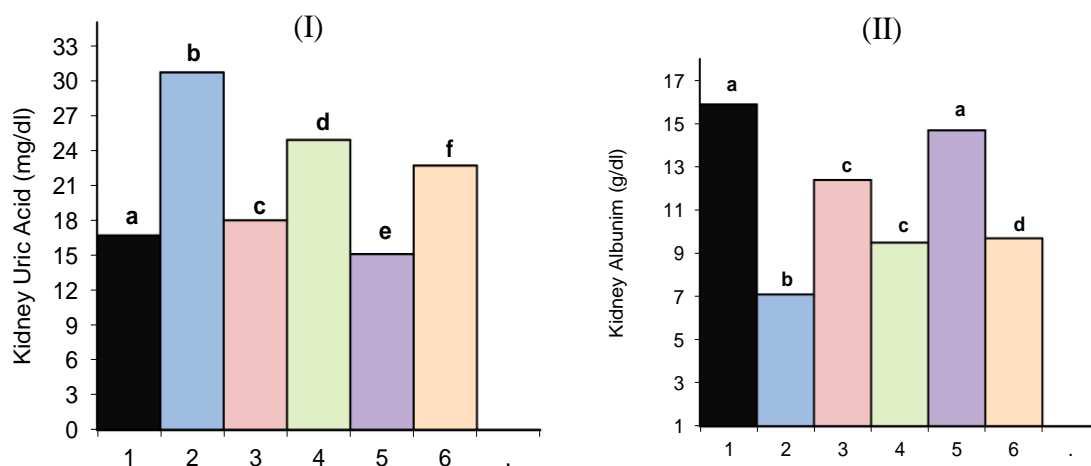 (I)
Kidney Uric Acid (mg/dl)
33
30
27
24
21
18
15
12
9
6
3
0
a
b
c
d
e
f
1 2 3 4 5 6 .
(II)
Kidney Albunim (g/dl)
17
15
13
11
9
7
5
3
1
a
b
c
c
a
d
1 2 3 4 5 6 .